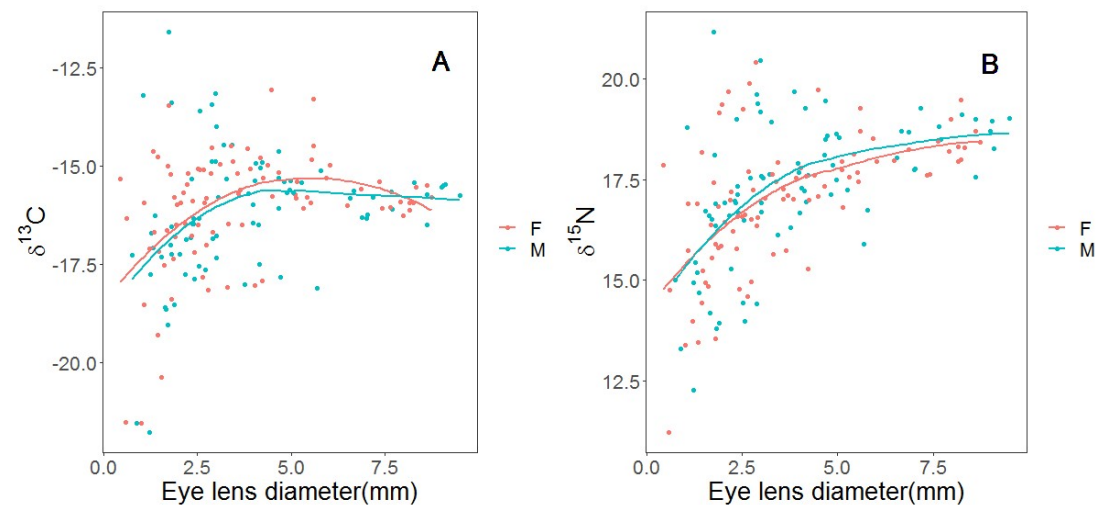 A
-12.5
-15.0
-17.5
-20.0
δ13C
0.0 2.5 5.0 7.5
Eye lens diameter(mm)
F
M
B
20.0
17.5
15.0
12.5
δ15N
0.0 2.5 5.0 7.5
Eye lens diameter(mm)
F
M